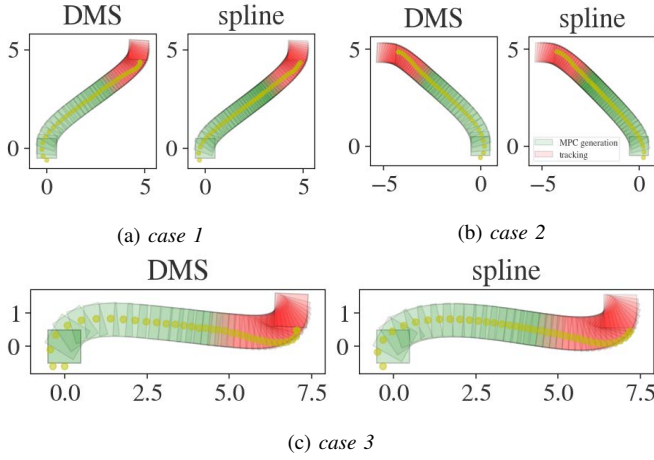 DMS spline DMS spline
5 5 5 5
0 0 0 0
MPC generation
tracking
0 5 0 5 −5 0 −5 0
(a) case 1 (b) case 2
DMS spline
1 1
0 0
0.0 2.5 5.0 7.5 0.0 2.5 5.0 7.5
(c) case 3